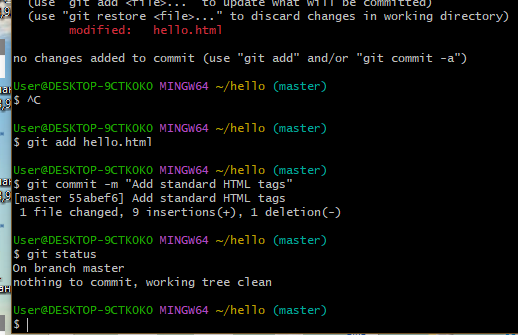 (use "git add <file>..." to update what will be committed)
(use "git restore <file>..." to discard changes in working directory)
modified:   hello.html
no changes added to commit (use "git add" and/or "git commit -a")
User@DESKTOP-9CTKOKO MINGW64 ~/hello (master)
$ ^C
User@DESKTOP-9CTKOKO MINGW64 ~/hello (master)
$ git add hello.html
User@DESKTOP-9CTKOKO MINGW64 ~/hello (master)
$ git commit -m "Add standard HTML tags"
[master 55abef6] Add standard HTML tags
1 file changed, 9 insertions(+), 1 deletion(-)
User@DESKTOP-9CTKOKO MINGW64 ~/hello (master)
$ git status
On branch master
nothing to commit, working tree clean
User@DESKTOP-9CTKOKO MINGW64 ~/hello (master)
$